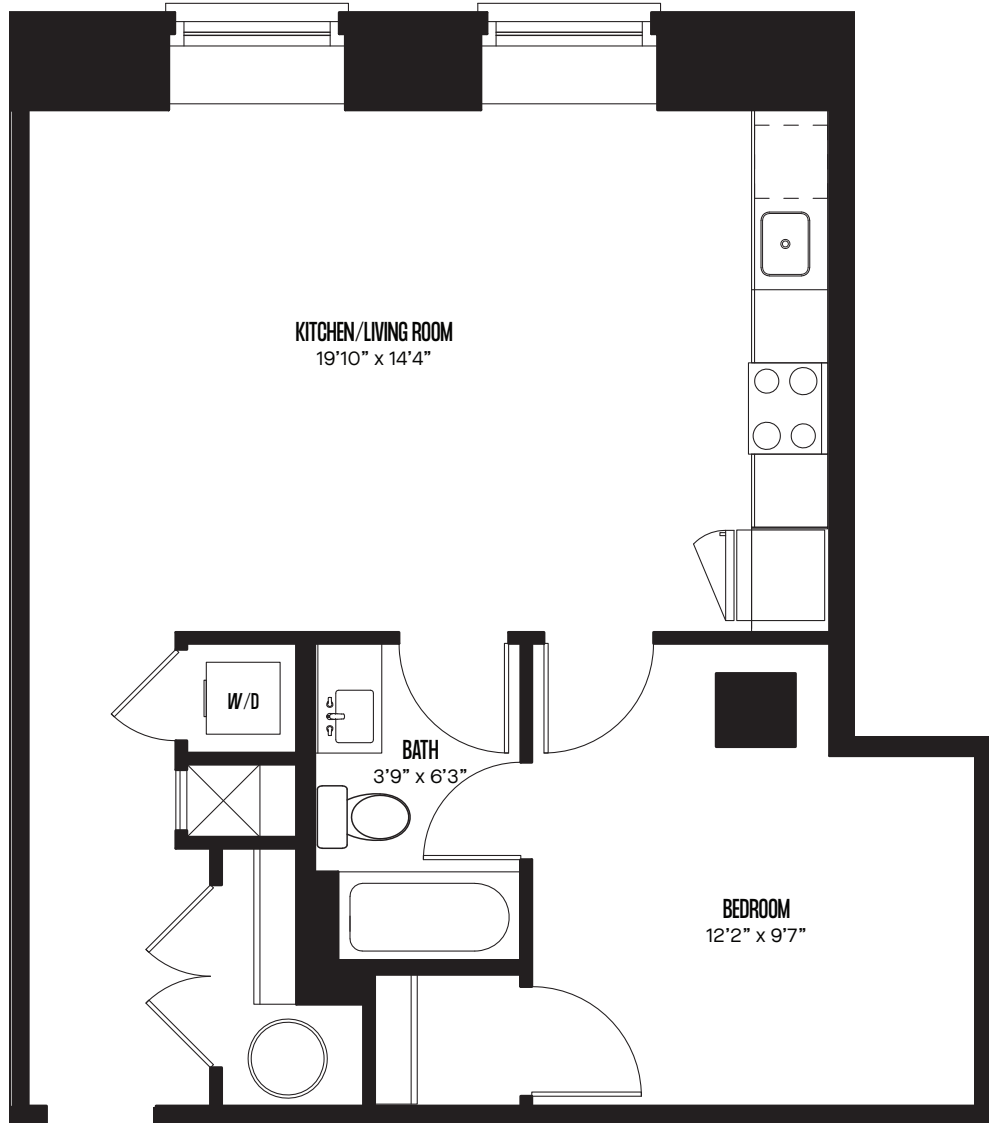 KITCHEN/LIVING ROOM
19’10” x 14’4”
W/D
BATH
3’9” x 6’3”
BEDROOM
12’2” x 9’7”